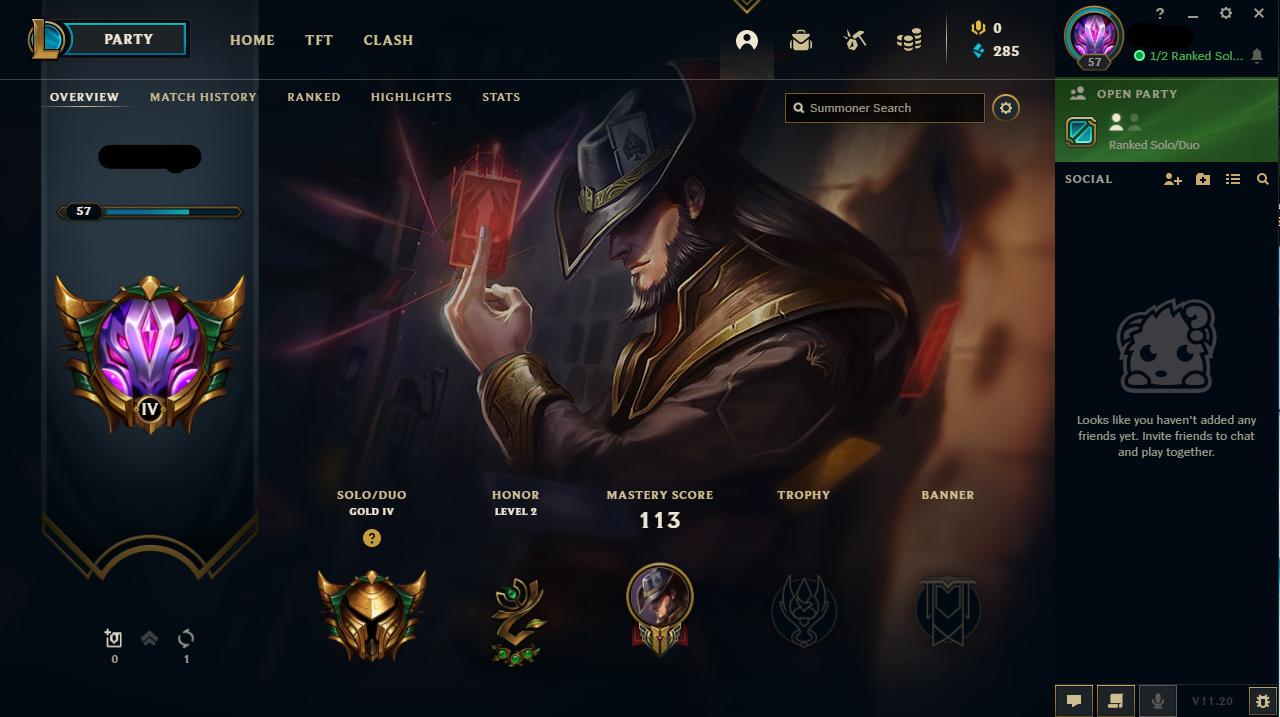 PARTY
HOME
TFT
CLASH
0
285
?
57
1/2 Ranked Sol...
OVERVIEW
MATCH HISTORY
RANKED
HIGHLIGHTS
STATS
Summoner Search
OPEN PARTY
Ranked Solo/Duo
SOCIAL
57
IV
Looks like you haven't added any
friends yet. Invite friends to chat
and play together.
SOLO/DUO
GOLD IV
?
HONOR
LEVEL 2
MASTERY SCORE
113
TROPHY
BANNER
0
1
V11.20